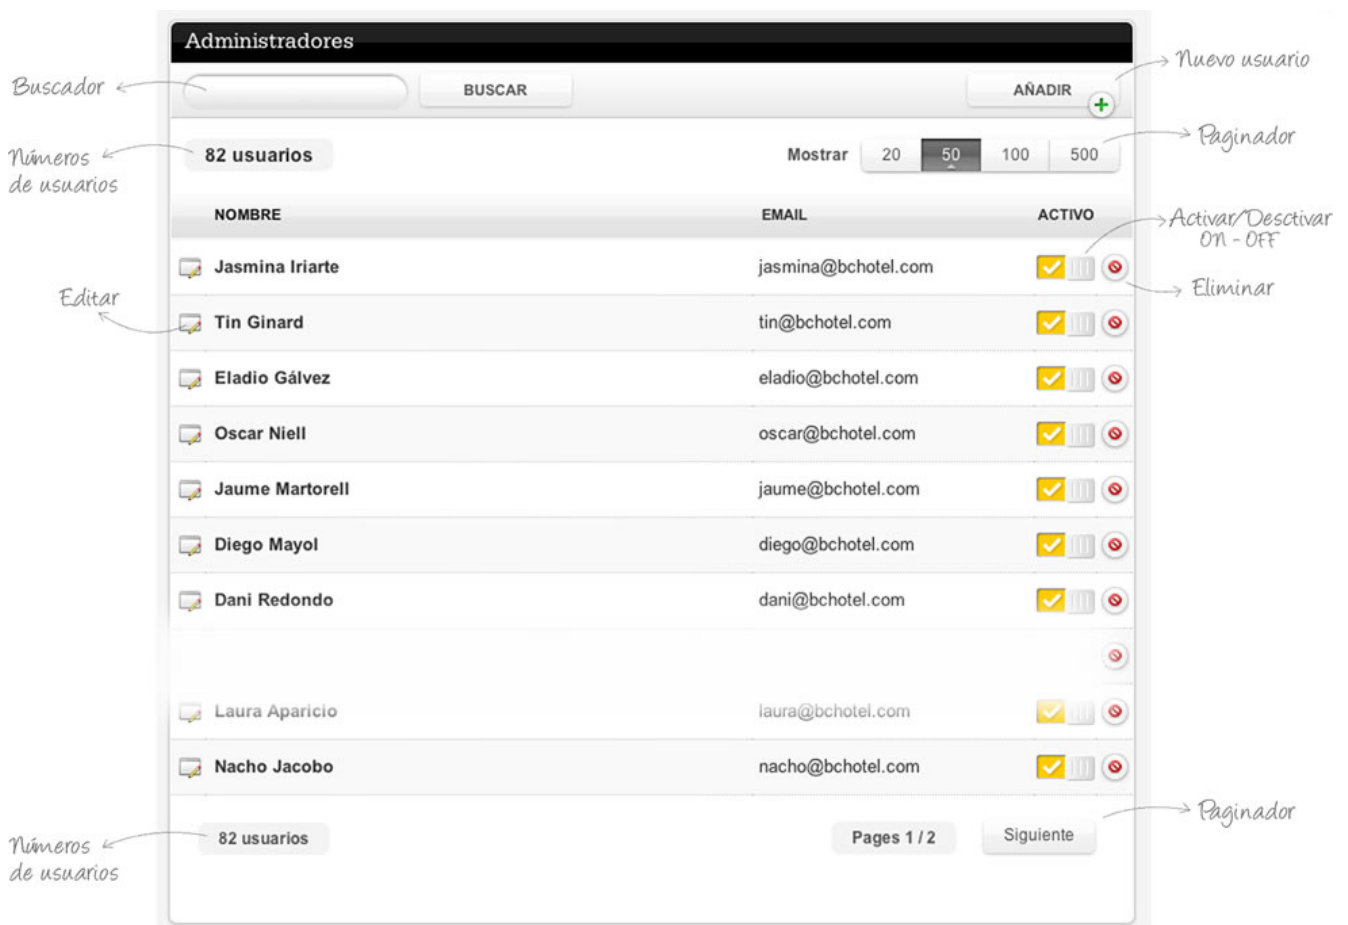 Administradores
Buscador
BUSCAR
AÑADIR
Nuevo usuario
Números
de usuarios
82 usuarios
Mostrar 20 50 100 500
Paginador
NOMBRE EMAIL ACTIVO
Activar/Desctivar
ON - OFF
Jasmina Iriarte jasmina@bchotel.com
Eliminar
Editar
Tin Ginard tin@bchotel.com
Eladio Gálvez eladio@bchotel.com
Oscar Niell oscar@bchotel.com
Jaume Martorell jaume@bchotel.com
Diego Mayol diego@bchotel.com
Dani Redondo dani@bchotel.com
Laura Aparicio laura@bchotel.com
Nacho Jacobo nacho@bchotel.com
Números
de usuarios
82 usuarios
Pages 1 / 2
Siguiente
Paginador